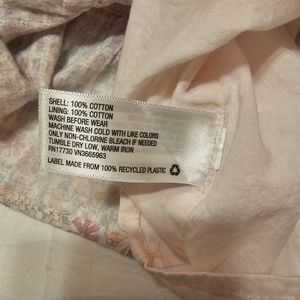 SHELL: 100% COTTON
LINING: 100% COTTON
WASH BEFORE WEAR
MACHINE WASH COLD WITH LIKE COLORS
ONLY NON-CHLORINE BLEACH IF NEEDED
TUMBLE DRY LOW, WARM IRON
RN17730 VN3665963
LABEL MADE FROM 100% RECYCLED PLASTIC